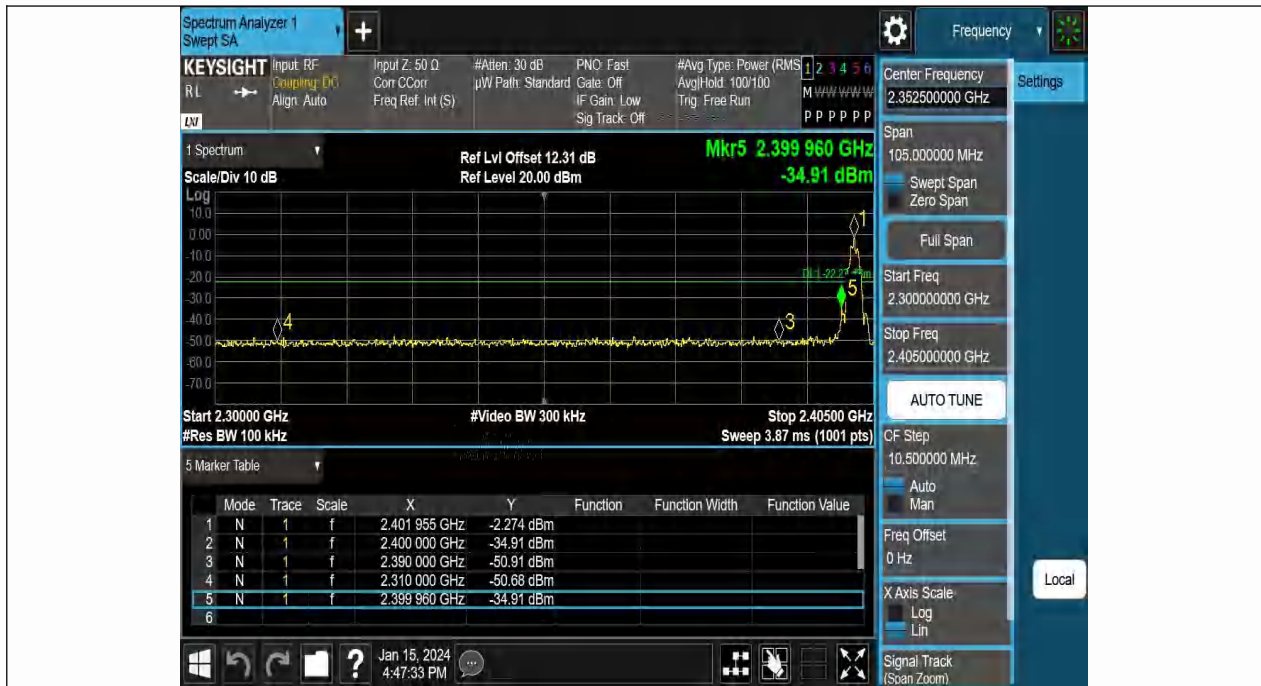 Spectrum Analyzer 1
Swept SA
Frequency
KEYSIGHT
RL
LXI
Input: RF
Coupling: DC
Align: Auto
Input Z: 50 Ω
Corr CCorr
Freq Ref: Int (S)
#Atten: 30 dB
µW Path: Standard
PNO: Fast
Gate: Off
IF Gain: Low
Sig Track: Off
#Avg Type: Power (RMS
Avg|Hold: 100/100
Trig: Free Run
1 2 3 4 5 6
M W W W W W
P P P P P P
Center Frequency
2.352500000 GHz
Settings
Span
105.000000 MHz
Swept Span
Zero Span
Full Span
Start Freq
2.300000000 GHz
Stop Freq
2.405000000 GHz
AUTO TUNE
CF Step
10.500000 MHz
Auto
Man
Freq Offset
0 Hz
X Axis Scale
Log
Lin
Signal Track
(Span Zoom)
Local
1 Spectrum
Scale/Div 10 dB
Ref Lvl Offset 12.31 dB
Ref Level 20.00 dBm
Mkr5 2.399 960 GHz
-34.91 dBm
Log
10.0
0.00
-10.0
-20.0
-30.0
-40.0
-50.0
-60.0
-70.0
1
DL1 -22.27 dBm
5
4
3
Start 2.30000 GHz
#Video BW 300 kHz
Stop 2.40500 GHz
#Res BW 100 kHz
Sweep 3.87 ms (1001 pts)
5 Marker Table
Mode Trace Scale X Y Function Function Width Function Value
1 N 1 f 2.401 955 GHz -2.274 dBm
2 N 1 f 2.400 000 GHz -34.91 dBm
3 N 1 f 2.390 000 GHz -50.91 dBm
4 N 1 f 2.310 000 GHz -50.68 dBm
5 N 1 f 2.399 960 GHz -34.91 dBm
6
?
Jan 15, 2024
4:47:33 PM